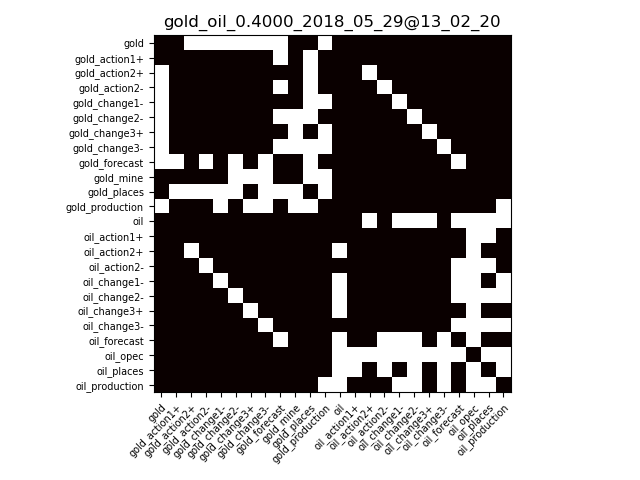 gold_oil_0.4000_2018_05_29@13_02_20
gold
gold_action1+
gold_action2+
gold_action2-
gold_change1-
gold_change2-
gold_change3+
gold_change3-
gold_forecast
gold_mine
gold_places
gold_production
oil
oil_action1+
oil_action2+
oil_action2-
oil_change1-
oil_change2-
oil_change3+
oil_change3-
oil_forecast
oil_opec
oil_places
oil_production
gold
gold_action1+
gold_action2+
gold_action2-
gold_change1-
gold_change2-
gold_change3+
gold_change3-
gold_forecast
gold_mine
gold_places
gold_production
oil
oil_action1+
oil_action2+
oil_action2-
oil_change1-
oil_change2-
oil_change3+
oil_change3-
oil_forecast
oil_opec
oil_places
oil_production